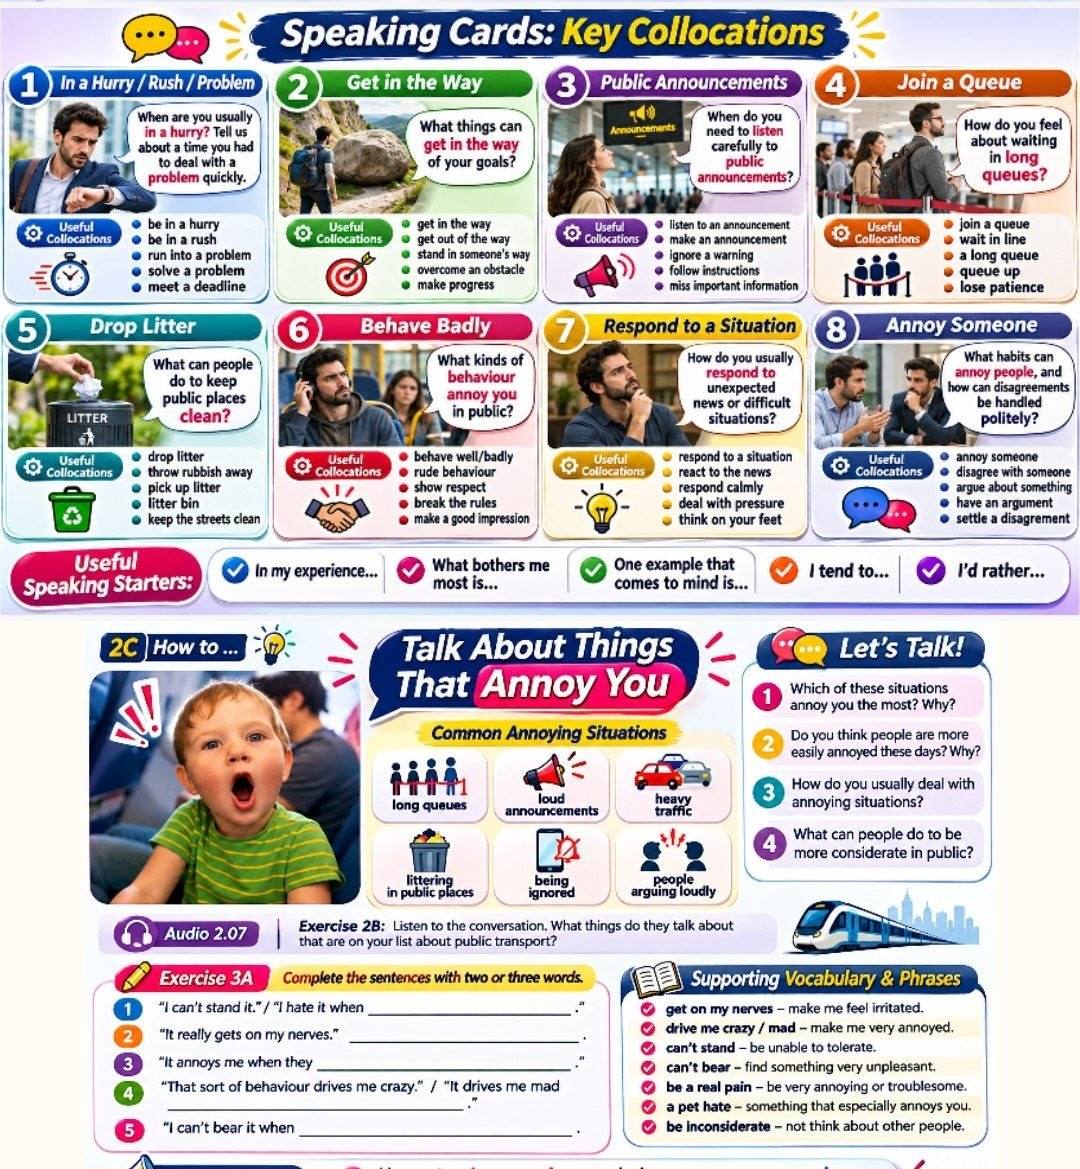 Speaking Cards: Key Collocations
1 In a Hurry / Rush / Problem
When are you usually
in a hurry? Tell us
about a time you had
to deal with a
problem quickly.
Useful
Collocations
be in a hurry
be in a rush
run into a problem
solve a problem
meet a deadline
2 Get in the Way
What things can
get in the way
of your goals?
Useful
Collocations
get in the way
get out of the way
stand in someone's way
overcome an obstacle
make progress
3 Public Announcements
Announcements
When do you
need to listen
carefully to
public
announcements?
Useful
Collocations
listen to an announcement
make an announcement
ignore a warning
follow instructions
miss important information
4 Join a Queue
How do you feel
about waiting
in long
queues?
Useful
Collocations
join a queue
wait in line
a long queue
queue up
lose patience
5 Drop Litter
LITTER
What can people
do to keep
public places
clean?
Useful
Collocations
drop litter
throw rubbish away
pick up litter
litter bin
keep the streets clean
6 Behave Badly
What kinds of
behaviour
annoy you
in public?
Useful
Collocations
behave well/badly
rude behaviour
show respect
break the rules
make a good impression
7 Respond to a Situation
How do you usually
respond to
unexpected
news or difficult
situations?
Useful
Collocations
respond to a situation
react to the news
respond calmly
deal with pressure
think on your feet
8 Annoy Someone
What habits can
annoy people, and
how can disagreements
be handled
politely?
Useful
Collocations
annoy someone
disagree with someone
argue about something
have an argument
settle a disagrement
Useful
Speaking Starters:
In my experience...
What bothers me
most is...
One example that
comes to mind is...
I tend to...
I'd rather...
2C How to ...
Talk About Things
That Annoy You
Common Annoying Situations
long queues
loud
announcements
heavy
traffic
littering
in public places
being
ignored
people
arguing loudly
Let's Talk!
1 Which of these situations
annoy you the most? Why?
2 Do you think people are more
easily annoyed these days? Why?
3 How do you usually deal with
annoying situations?
4 What can people do to be
more considerate in public?
Audio 2.07
Exercise 2B: Listen to the conversation. What things do they talk about
that are on your list about public transport?
Exercise 3A Complete the sentences with two or three words.
1 "I can't stand it." / "I hate it when ____________________ ."
2 "It really gets on my nerves." ____________________ .
3 "It annoys me when they ____________________ ."
4 "That sort of behaviour drives me crazy." / "It drives me mad
____________________ ."
5 "I can't bear it when ____________________ .
Supporting Vocabulary & Phrases
get on my nerves – make me feel irritated.
drive me crazy / mad – make me very annoyed.
can't stand – be unable to tolerate.
can't bear – find something very unpleasant.
be a real pain – be very annoying or troublesome.
a pet hate – something that especially annoys you.
be inconsiderate – not think about other people.